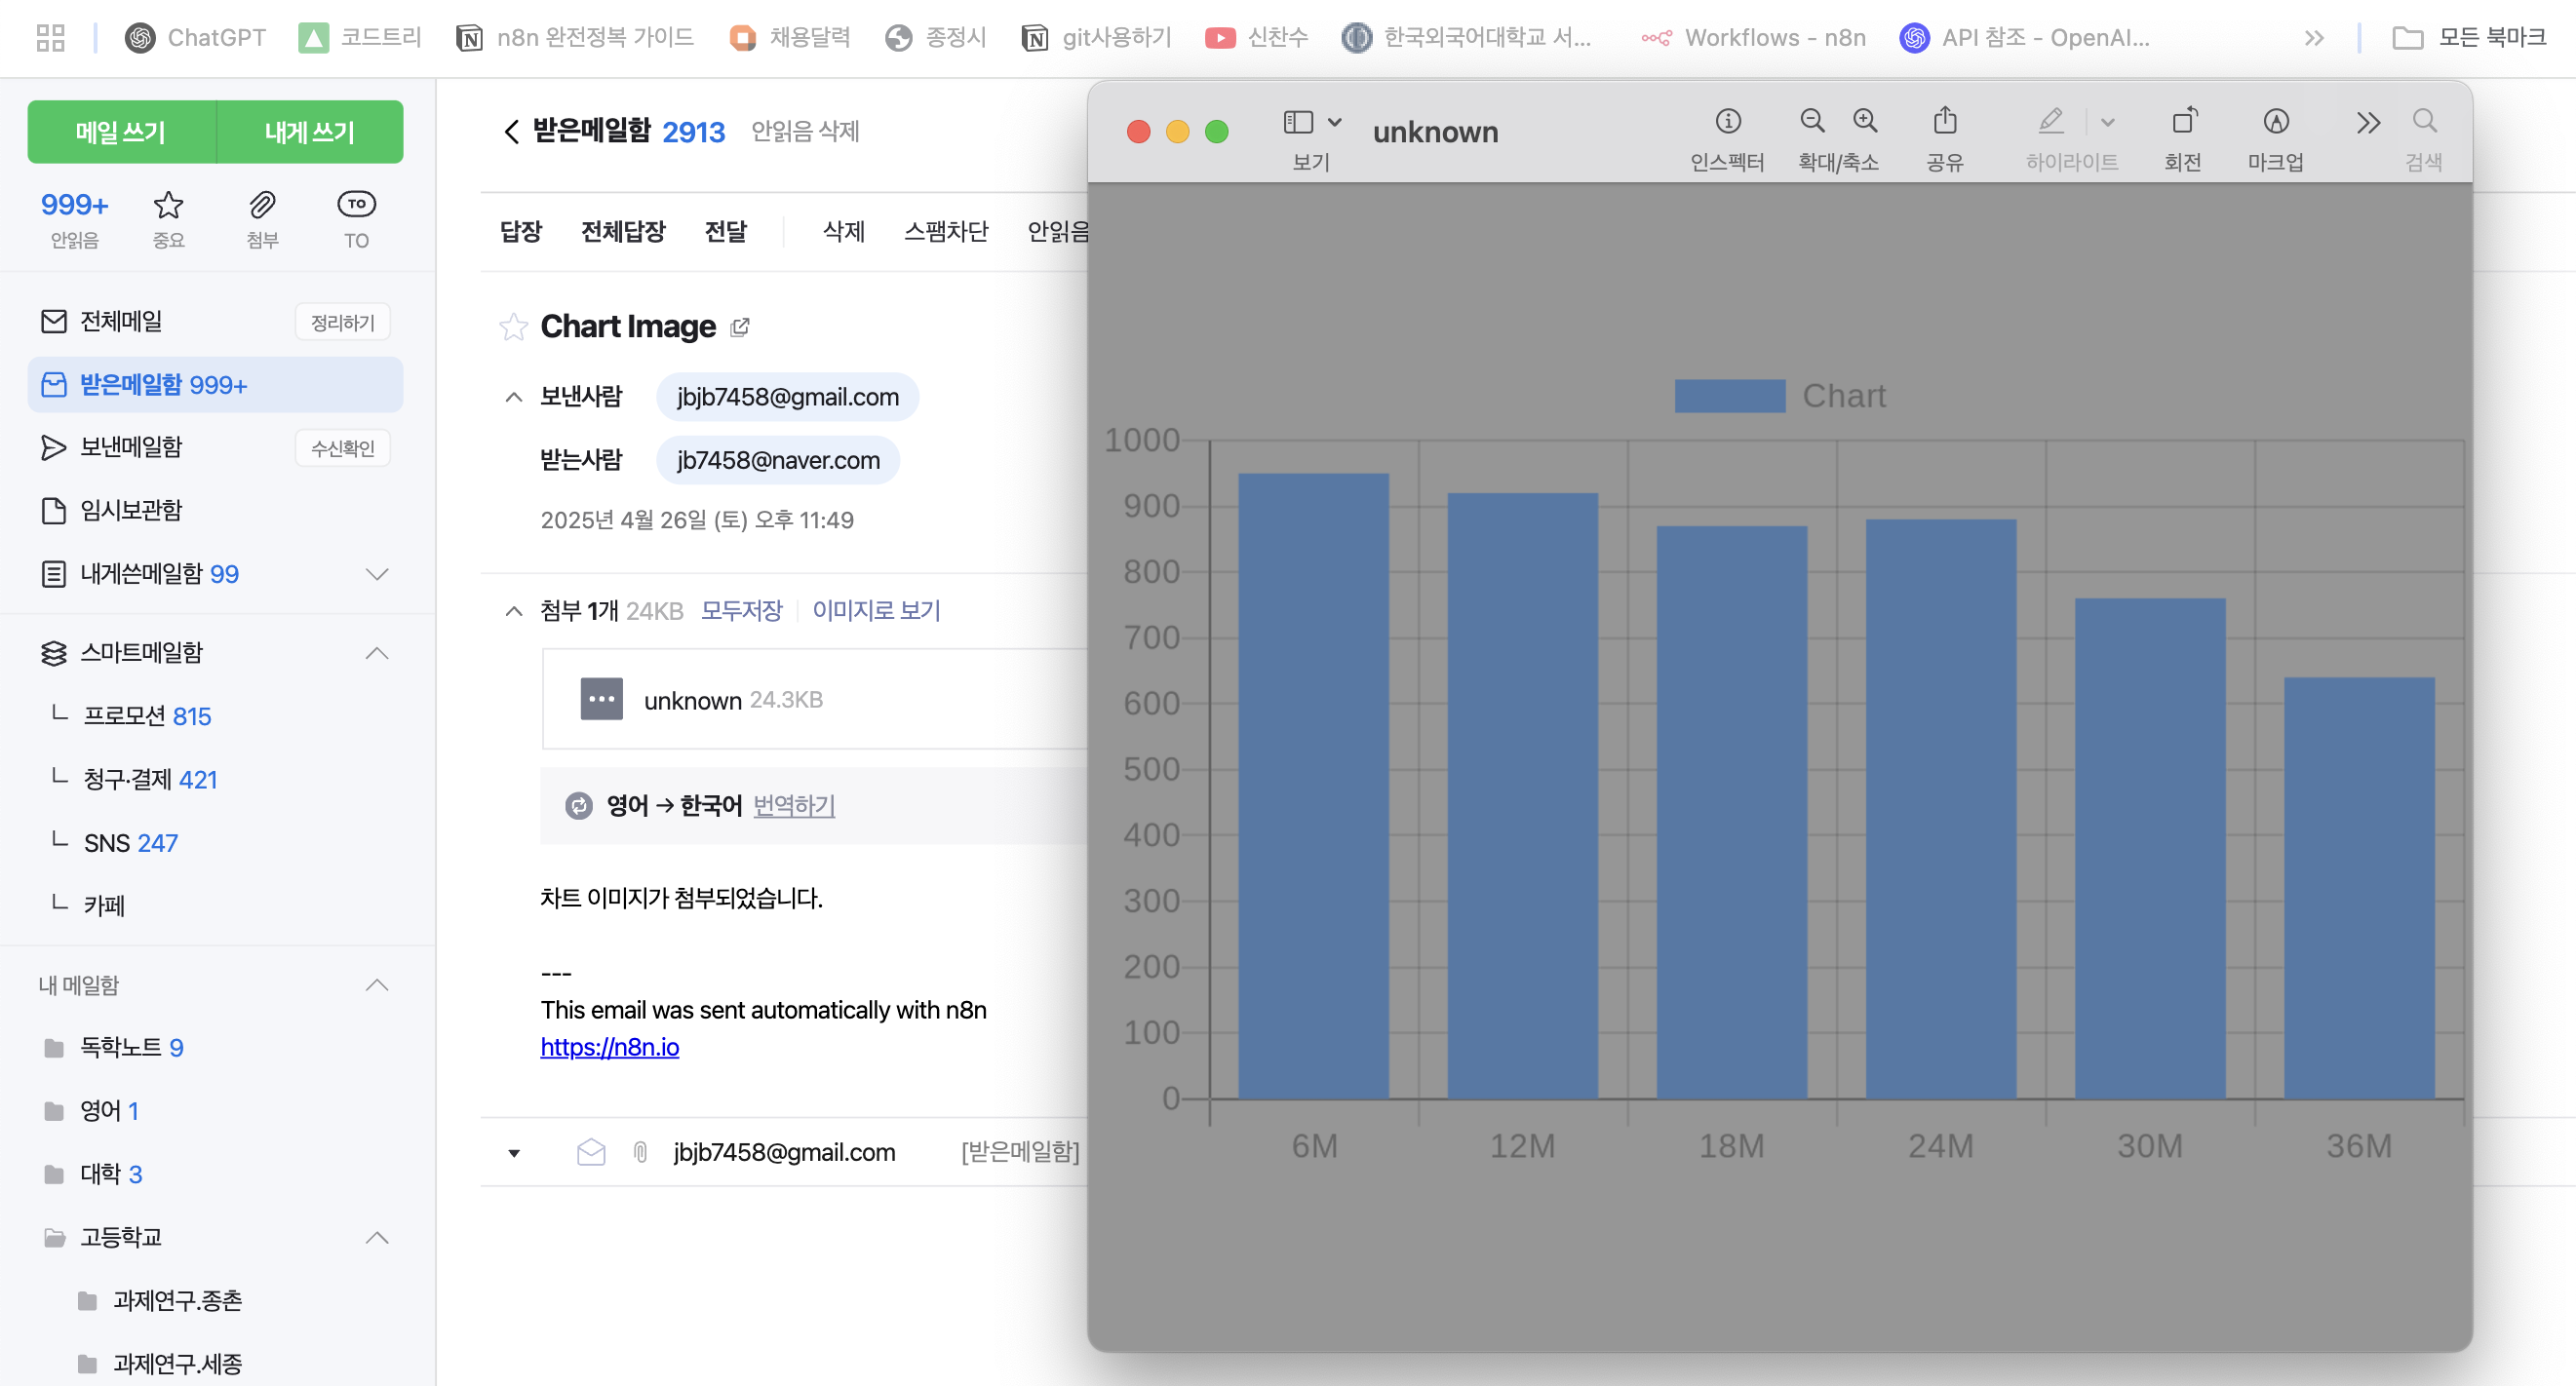 ChatGPT 코드트리 n8n 완전정복 가이드 채용달력 종정시 git사용하기 신찬수 한국외국어대학교 서... Workflows - n8n API 참조 - OpenAI... 모든 북마크
메일 쓰기 내게 쓰기
999+ TO
안읽음 중요 첨부 TO
전체메일 정리하기
받은메일함 999+
보낸메일함 수신확인
임시보관함
내게쓴메일함 99
스마트메일함
프로모션 815
청구·결제 421
SNS 247
카페
내 메일함
독학노트 9
영어 1
대학 3
고등학교
과제연구.종촌
과제연구.세종
받은메일함 2913 안읽음 삭제
답장 전체답장 전달 삭제 스팸차단 안읽음
Chart Image
보낸사람 jbjb7458@gmail.com
받는사람 jb7458@naver.com
2025년 4월 26일 (토) 오후 11:49
첨부 1개 24KB 모두저장 이미지로 보기
unknown 24.3KB
영어 → 한국어 번역하기
차트 이미지가 첨부되었습니다.
---
This email was sent automatically with n8n
https://n8n.io
jbjb7458@gmail.com [받은메일함]
unknown
보기 인스펙터 확대/축소 공유 하이라이트 회전 마크업 검색
Chart
1000
900
800
700
600
500
400
300
200
100
0
6M 12M 18M 24M 30M 36M